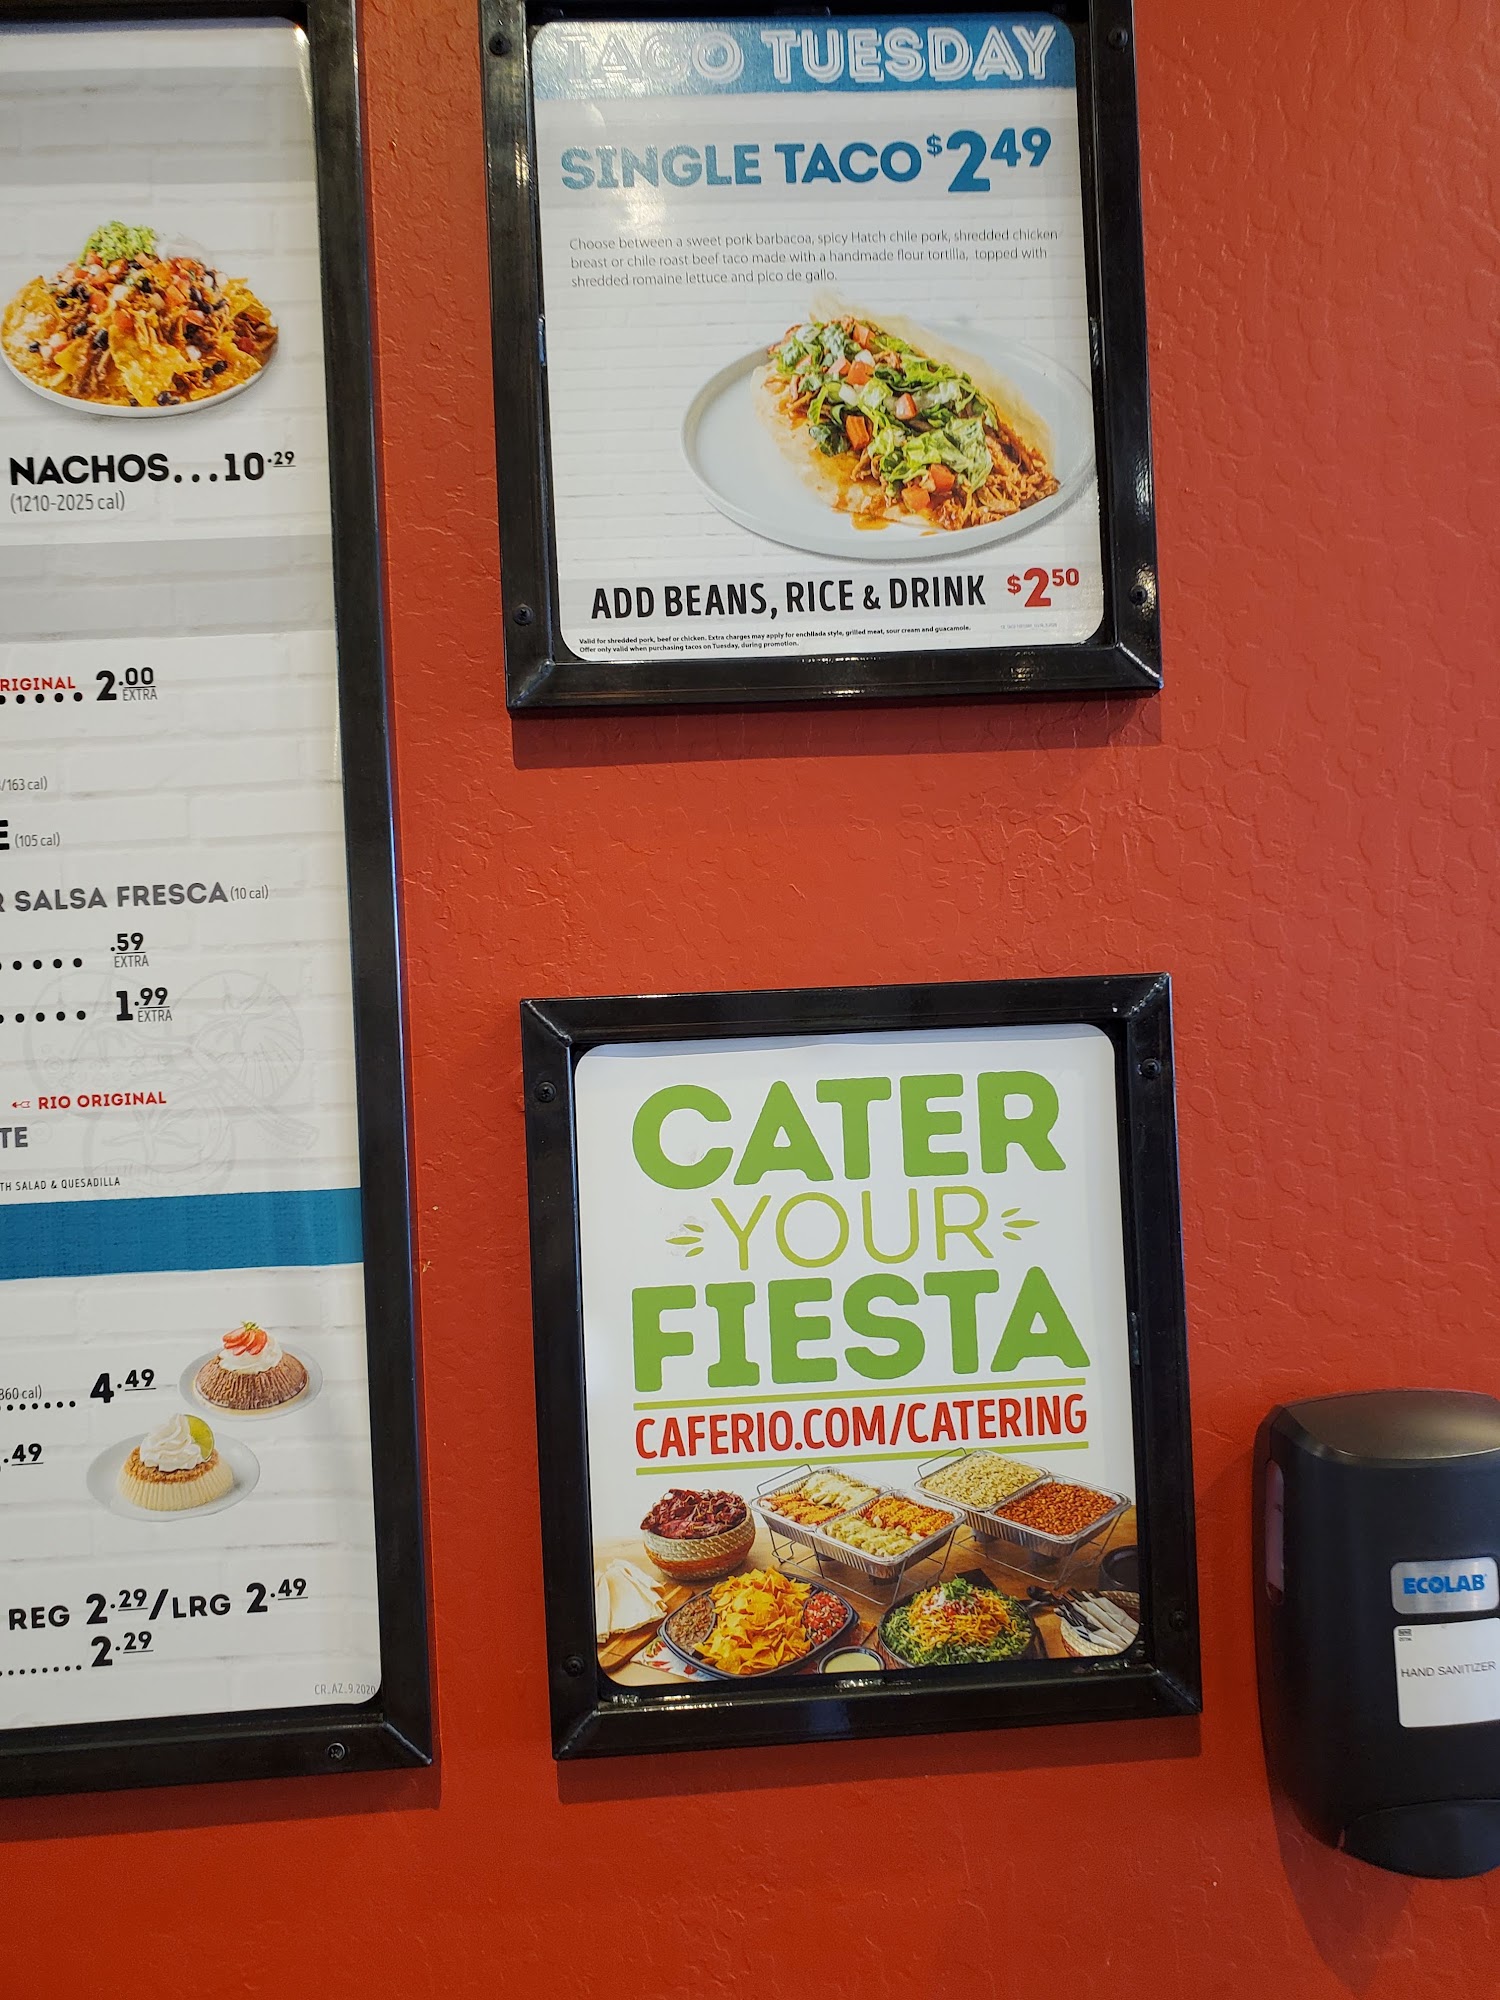 NACHOS...10.29
(1210-2025 cal)
RIGINAL
..... 2.00
EXTRA
/163 cal)
E (105 cal)
R SALSA FRESCA (10 cal)
..... .59
EXTRA
..... 1.99
EXTRA
RIO ORIGINAL
TE
TH SALAD & QUESADILLA
360 cal)
....... 4.49
.49
REG 2.29/LRG 2.49
........ 2.29
CR_AZ_9.2020
TACO TUESDAY
SINGLE TACO $2.49
Choose between a sweet pork barbacoa, spicy Hatch chile pork, shredded chicken
breast or chile roast beef taco made with a handmade flour tortilla, topped with
shredded romaine lettuce and pico de gallo.
ADD BEANS, RICE & DRINK $2.50
Valid for shredded pork, beef or chicken. Extra charges may apply for enchilada style, grilled meat, sour cream and guacamole.
Offer only valid when purchasing tacos on Tuesday, during promotion.
CATER
YOUR
FIESTA
CAFERIO.COM/CATERING
ECOLAB
HAND SANITIZER